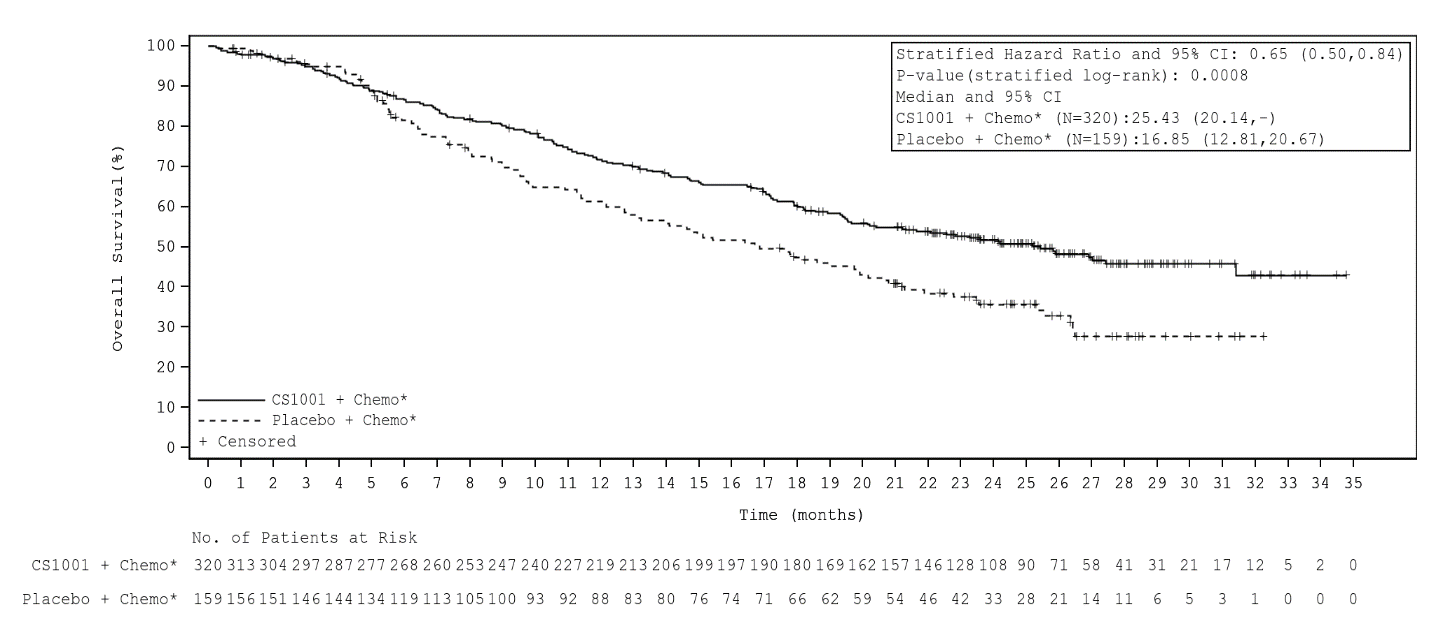 Stratified Hazard Ratio and 95% CI: 0.65 (0.50,0.84)
P-value(stratified log-rank): 0.0008
Median and 95% CI
CS1001 + Chemo* (N=320):25.43 (20.14,-)
Placebo + Chemo* (N=159):16.85 (12.81,20.67)
Overall Survival(%)
100
90
80
70
60
50
40
30
20
10
0
CS1001 + Chemo*
Placebo + Chemo*
+ Censored
0 1 2 3 4 5 6 7 8 9 10 11 12 13 14 15 16 17 18 19 20 21 22 23 24 25 26 27 28 29 30 31 32 33 34 35
Time (months)
No. of Patients at Risk
CS1001 + Chemo* 320 313 304 297 287 277 268 260 253 247 240 227 219 213 206 199 197 190 180 169 162 157 146 128 108 90 71 58 41 31 21 17 12 5 2 0
Placebo + Chemo* 159 156 151 146 144 134 119 113 105 100 93 92 88 83 80 76 74 71 66 62 59 54 46 42 33 28 21 14 11 6 5 3 1 0 0 0